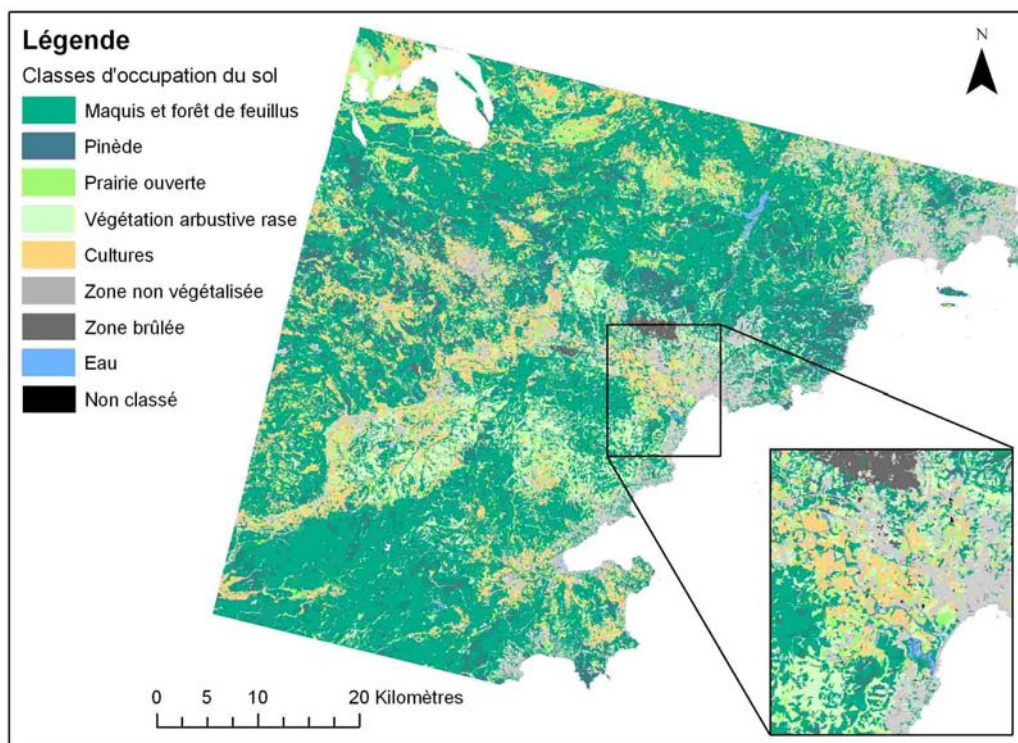 Légende
Classes d'occupation du sol
Maquis et forêt de feuillus
Pinède
Prairie ouverte
Végétation arbustive rase
Cultures
Zone non végétalisée
Zone brûlée
Eau
Non classé
N
0 5 10 20 Kilomètres